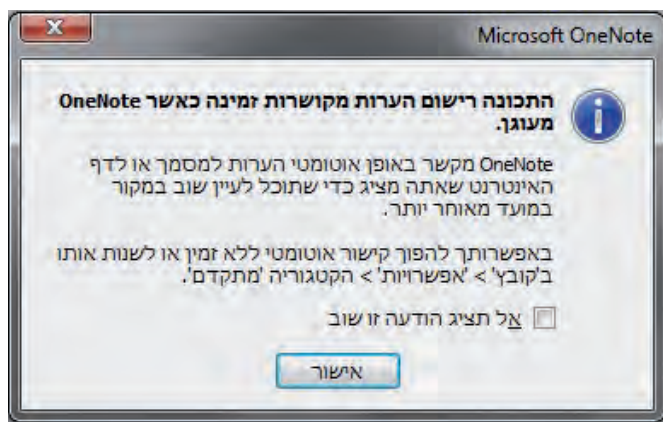 Microsoft OneNote
התכונה רישום הערות מקושרות זמינה כאשר OneNote
מעוגן.
OneNote מקשר באופן אוטומטי הערות למסמך או לדף
האינטרנט שאתה מציג כדי שתוכל לעיין שוב במקור
במועד מאוחר יותר.
באפשרותך להפוך קישור אוטומטי ללא זמין או לשנות אותו
ב'קובץ' > 'אפשרויות' > הקטגוריה 'מתקדם'.
אל תציג הודעה זו שוב
אישור